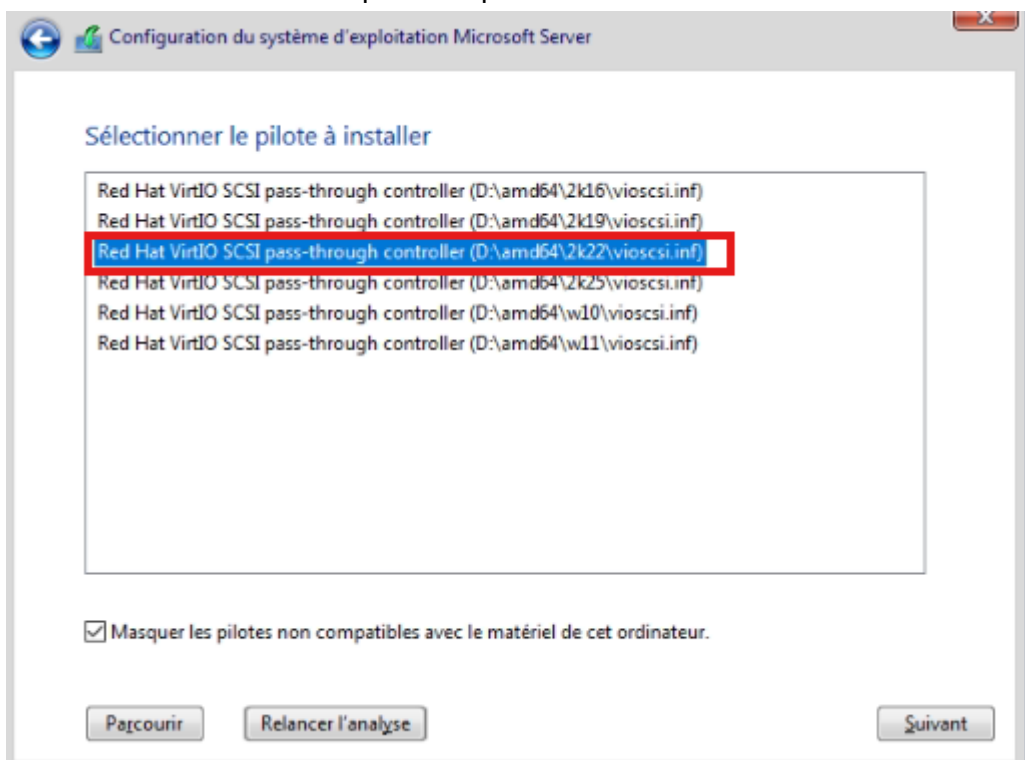 Configuration du système d'exploitation Microsoft Server
Sélectionner le pilote à installer
Red Hat VirtIO SCSI pass-through controller (D:\amd64\2k16\vioscsi.inf)
Red Hat VirtIO SCSI pass-through controller (D:\amd64\2k19\vioscsi.inf)
Red Hat VirtIO SCSI pass-through controller (D:\amd64\2k22\vioscsi.inf)
Red Hat VirtIO SCSI pass-through controller (D:\amd64\2k25\vioscsi.inf)
Red Hat VirtIO SCSI pass-through controller (D:\amd64\w10\vioscsi.inf)
Red Hat VirtIO SCSI pass-through controller (D:\amd64\w11\vioscsi.inf)
Masquer les pilotes non compatibles avec le matériel de cet ordinateur.
Parcourir Relancer l'analyse Suivant